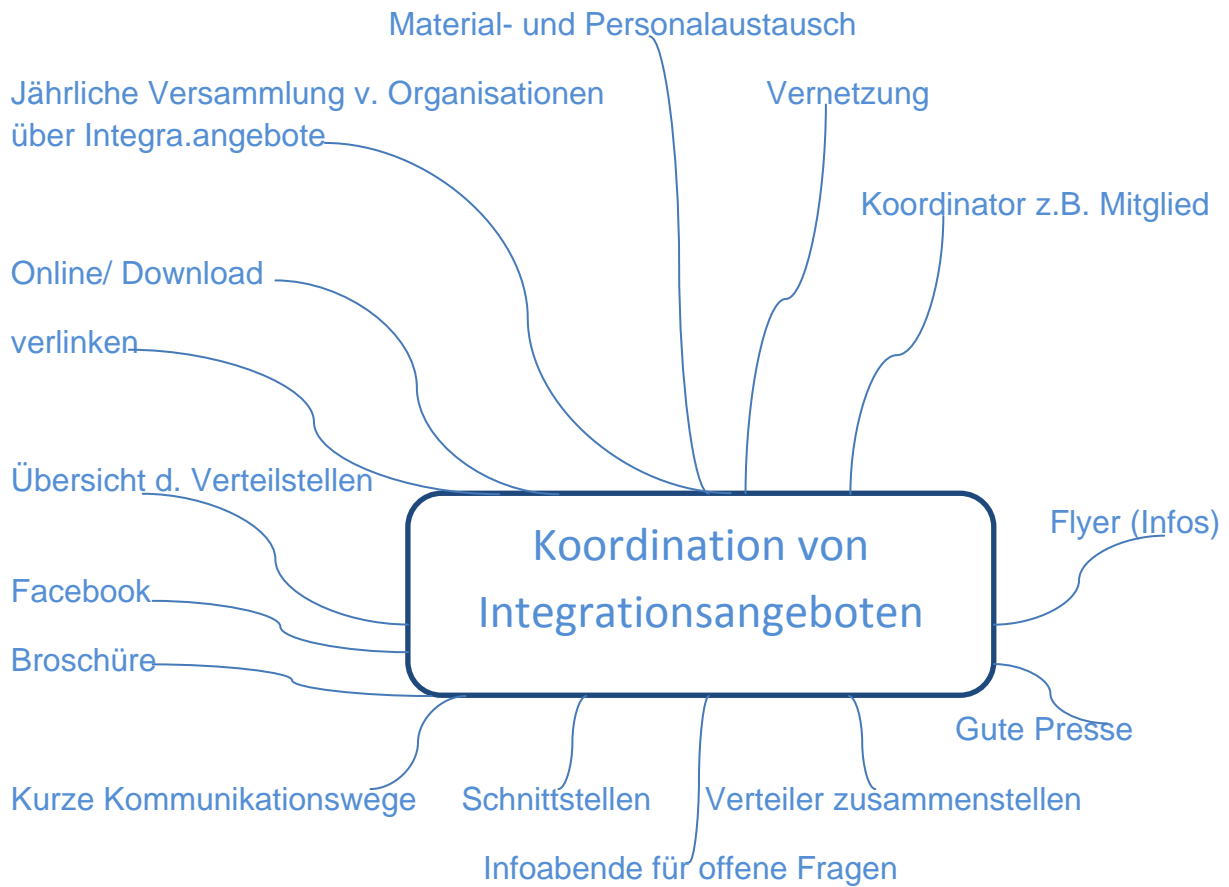 Material- und Personalaustausch
Jährliche Versammlung v. Organisationen
über Integra.angebote
Vernetzung
Koordinator z.B. Mitglied
Online/ Download
verlinken
Übersicht d. Verteilstellen
Flyer (Infos)
Koordination von
Integrationsangeboten
Facebook
Broschüre
Gute Presse
Kurze Kommunikationswege
Schnittstellen
Verteiler zusammenstellen
Infoabende für offene Fragen